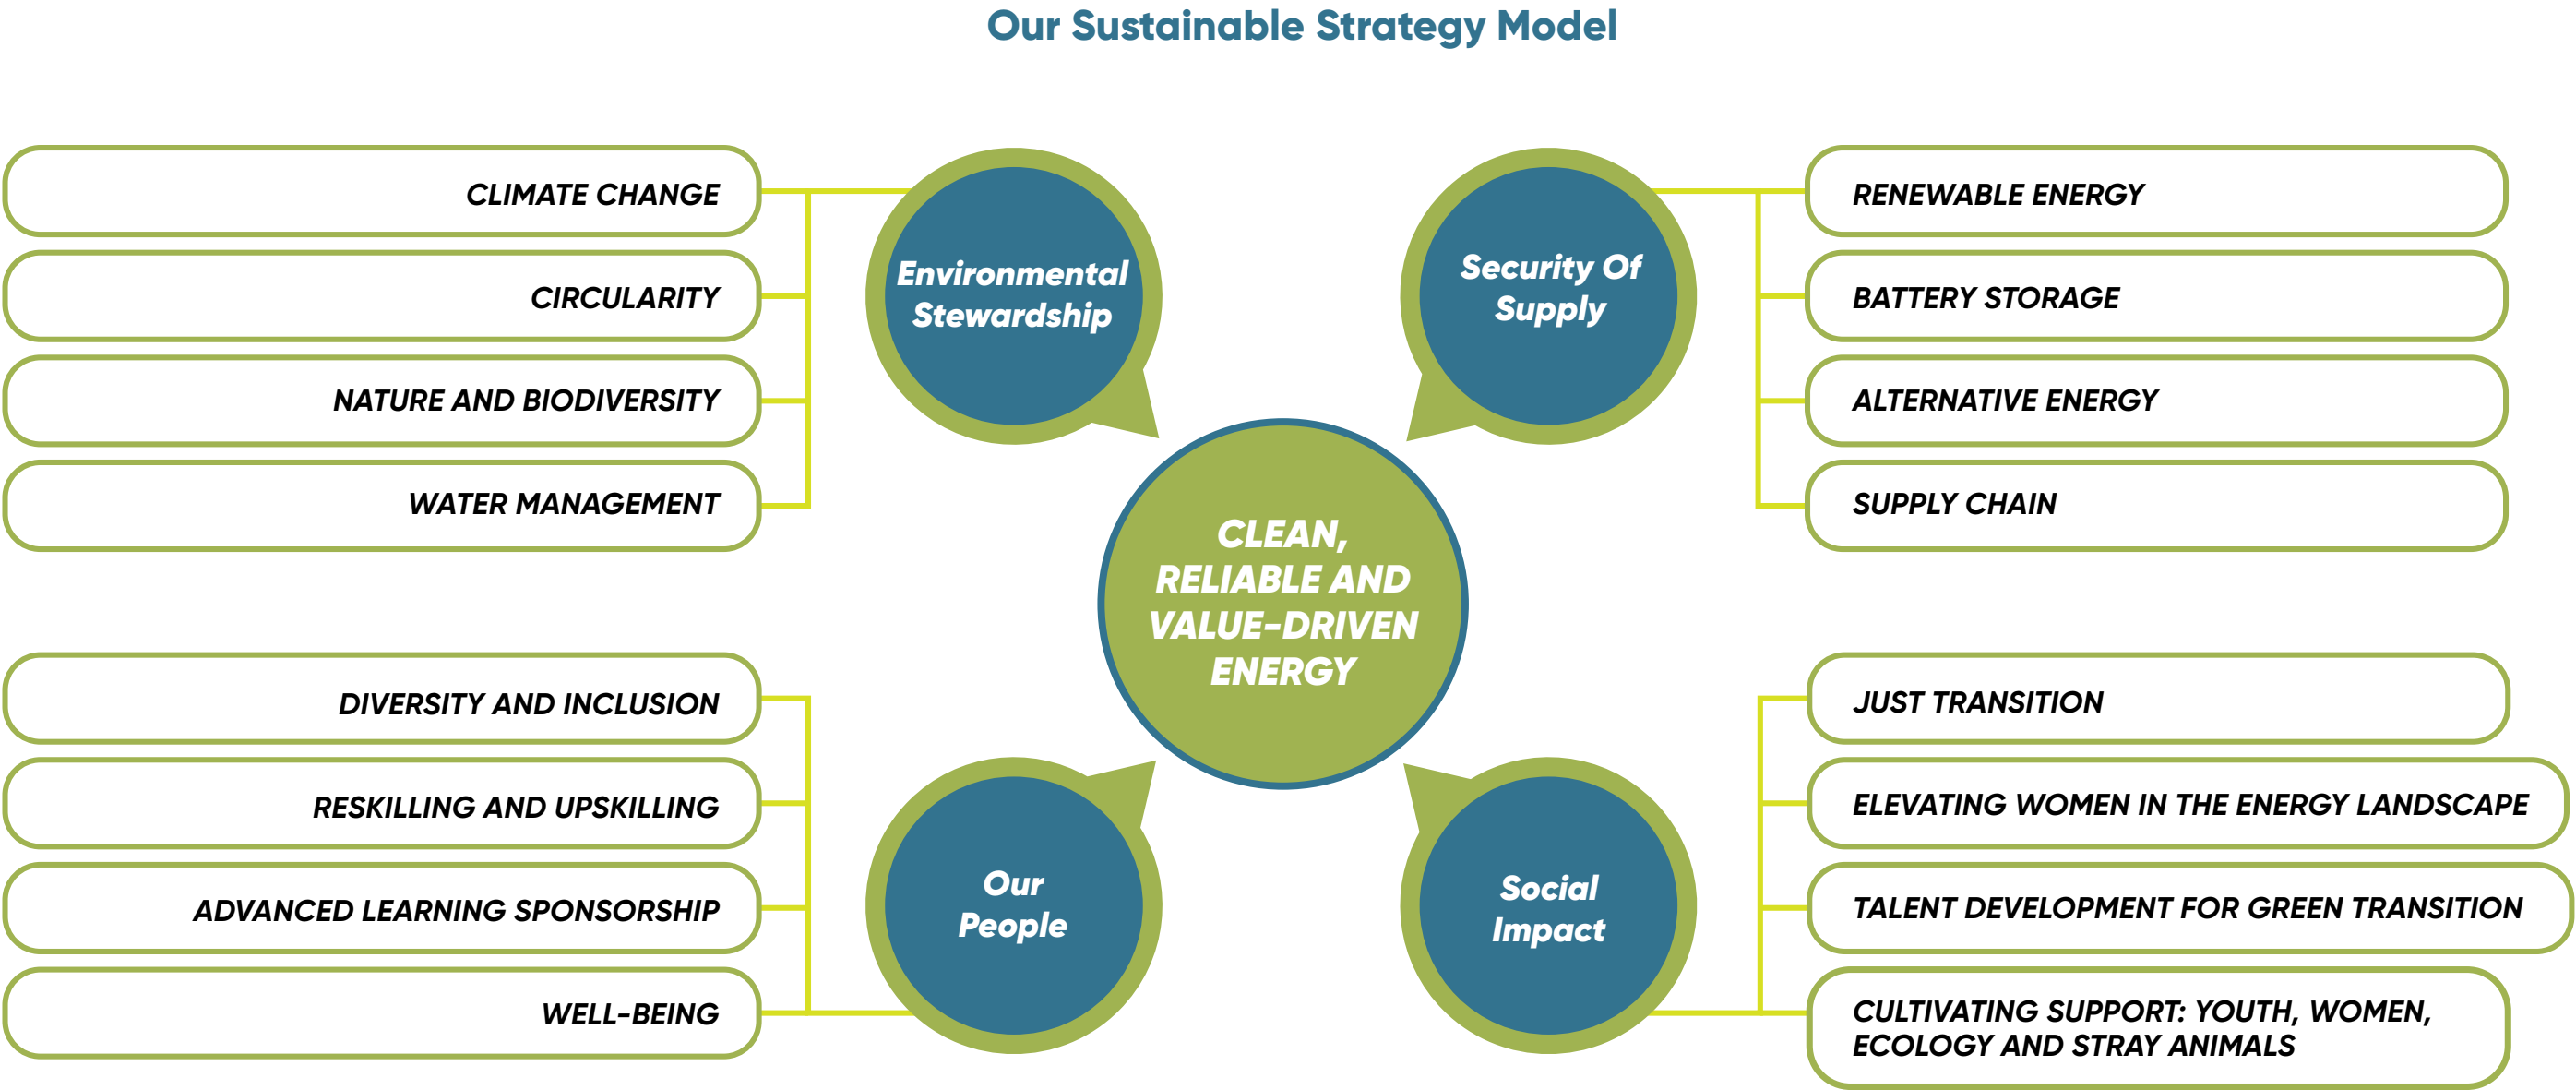 Our Sustainable Strategy Model
CLIMATE CHANGE
CIRCULARITY
NATURE AND BIODIVERSITY
WATER MANAGEMENT
Environmental
Stewardship
Security Of
Supply
RENEWABLE ENERGY
BATTERY STORAGE
ALTERNATIVE ENERGY
SUPPLY CHAIN
CLEAN,
RELIABLE AND
VALUE-DRIVEN
ENERGY
DIVERSITY AND INCLUSION
RESKILLING AND UPSKILLING
ADVANCED LEARNING SPONSORSHIP
WELL-BEING
Our
People
Social
Impact
JUST TRANSITION
ELEVATING WOMEN IN THE ENERGY LANDSCAPE
TALENT DEVELOPMENT FOR GREEN TRANSITION
CULTIVATING SUPPORT: YOUTH, WOMEN,
ECOLOGY AND STRAY ANIMALS